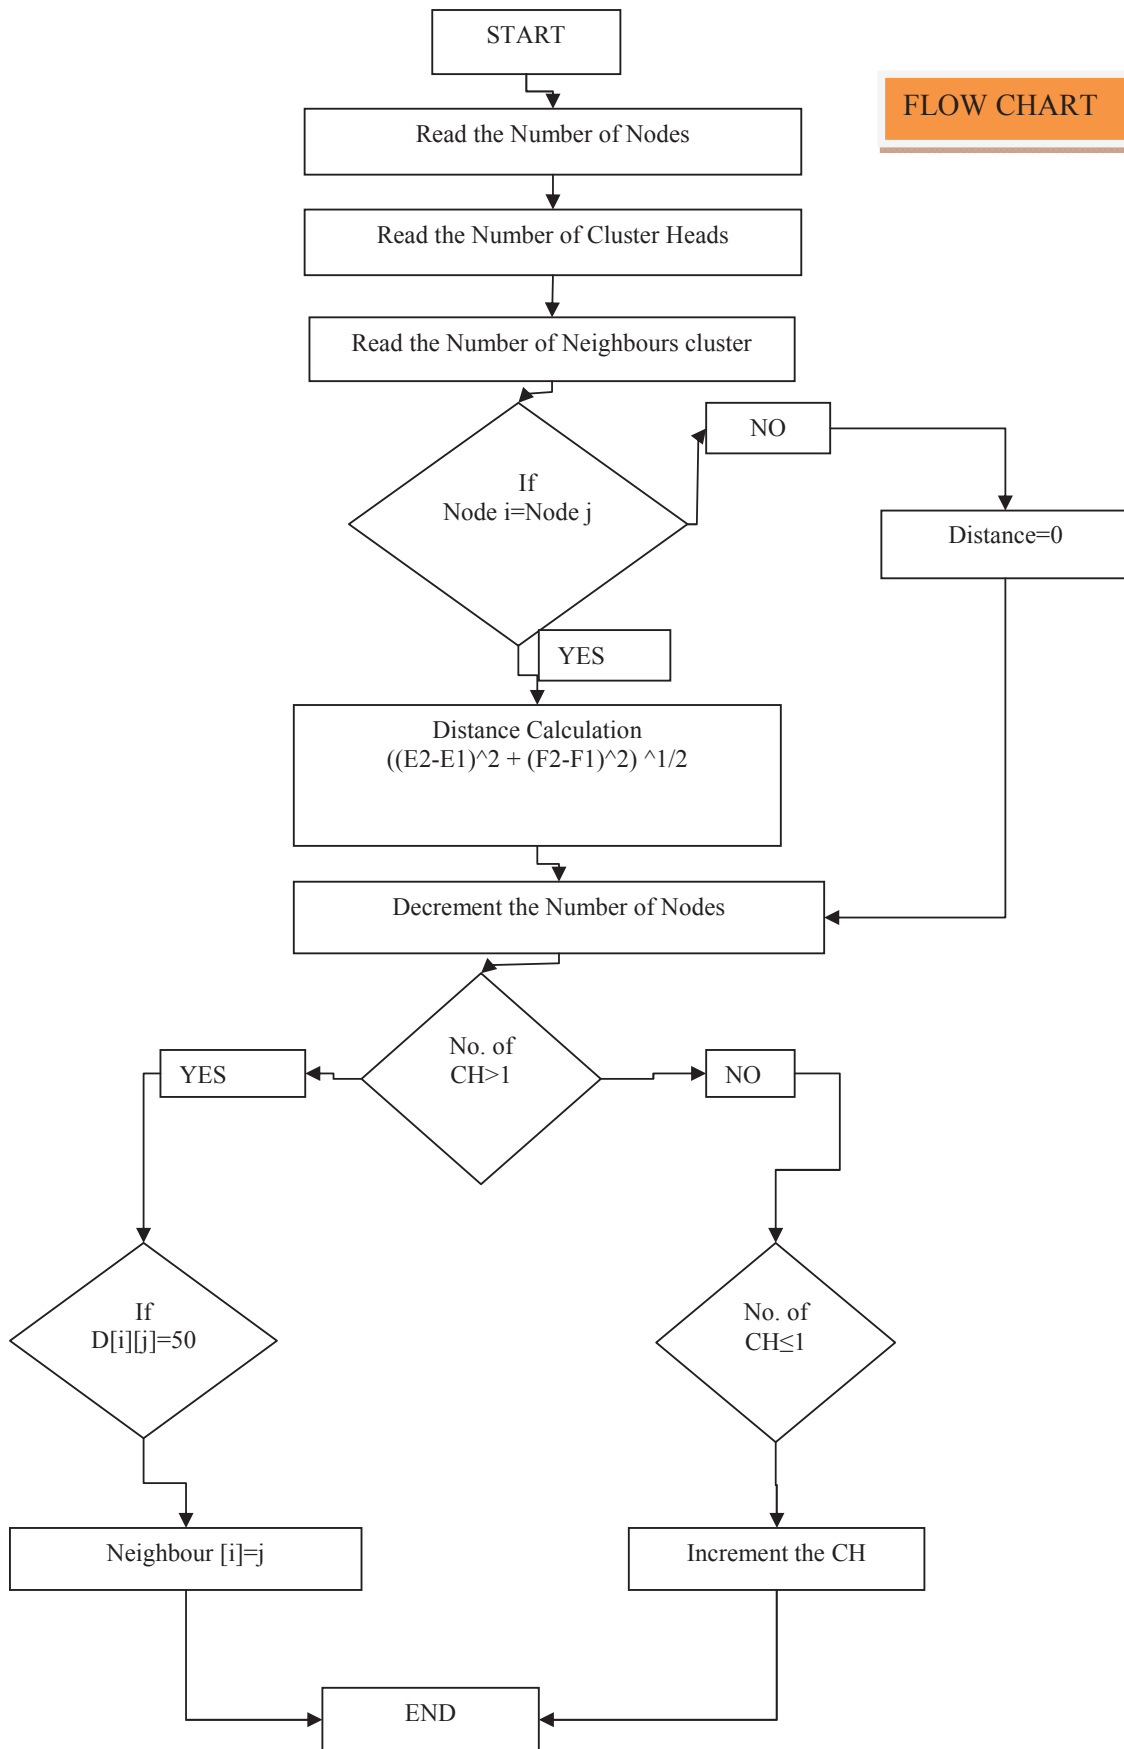 START
FLOW CHART
Read the Number of Nodes
Read the Number of Cluster Heads
Read the Number of Neighbours cluster
NO
If
Node i=Node j
Distance=0
YES
Distance Calculation
((E2-E1)^2 + (F2-F1)^2) ^1/2
Decrement the Number of Nodes
No. of
CH>1
YES
NO
If
D[i][j]=50
No. of
CH≤1
Neighbour [i]=j
Increment the CH
END